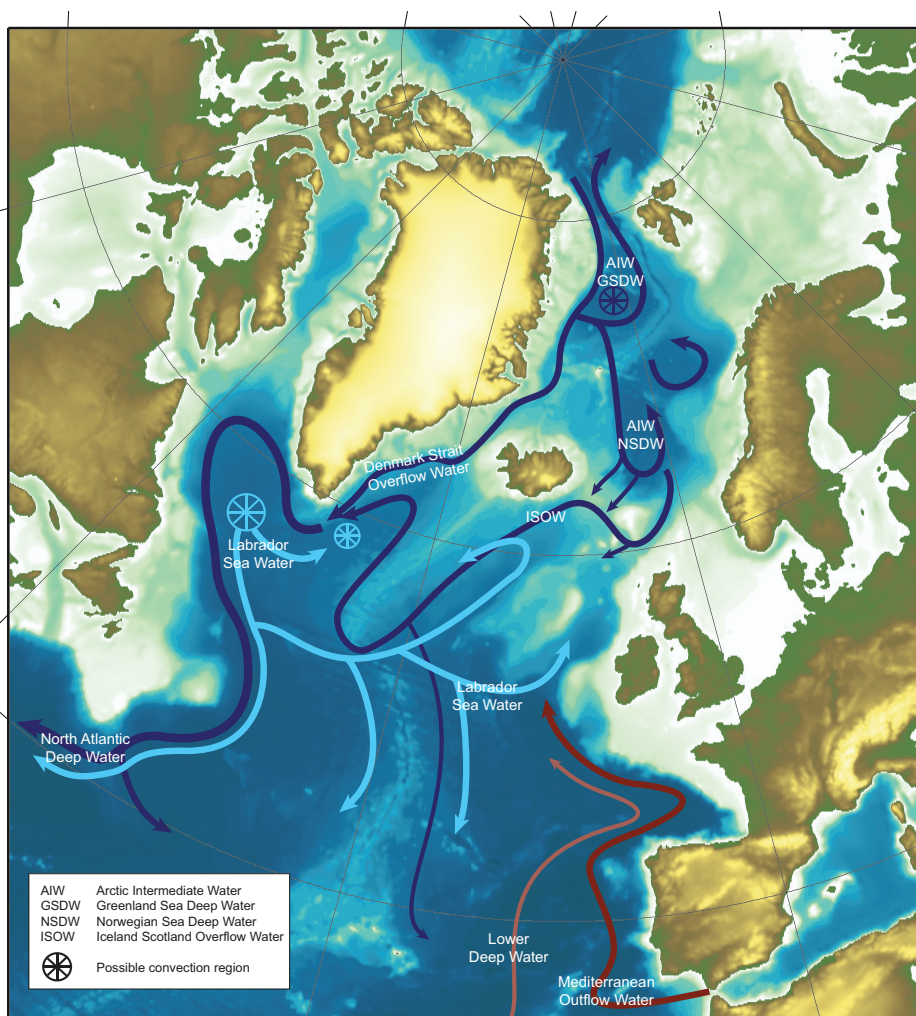 AIW
GSDW
AIW
NSDW
Denmark Strait
Overflow Water
ISOW
Labrador
Sea Water
Labrador
Sea Water
North Atlantic
Deep Water
Lower
Deep Water
Mediterranean
Outflow Water
AIW Arctic Intermediate Water
GSDW Greenland Sea Deep Water
NSDW Norwegian Sea Deep Water
ISOW Iceland Scotland Overflow Water
Possible convection region